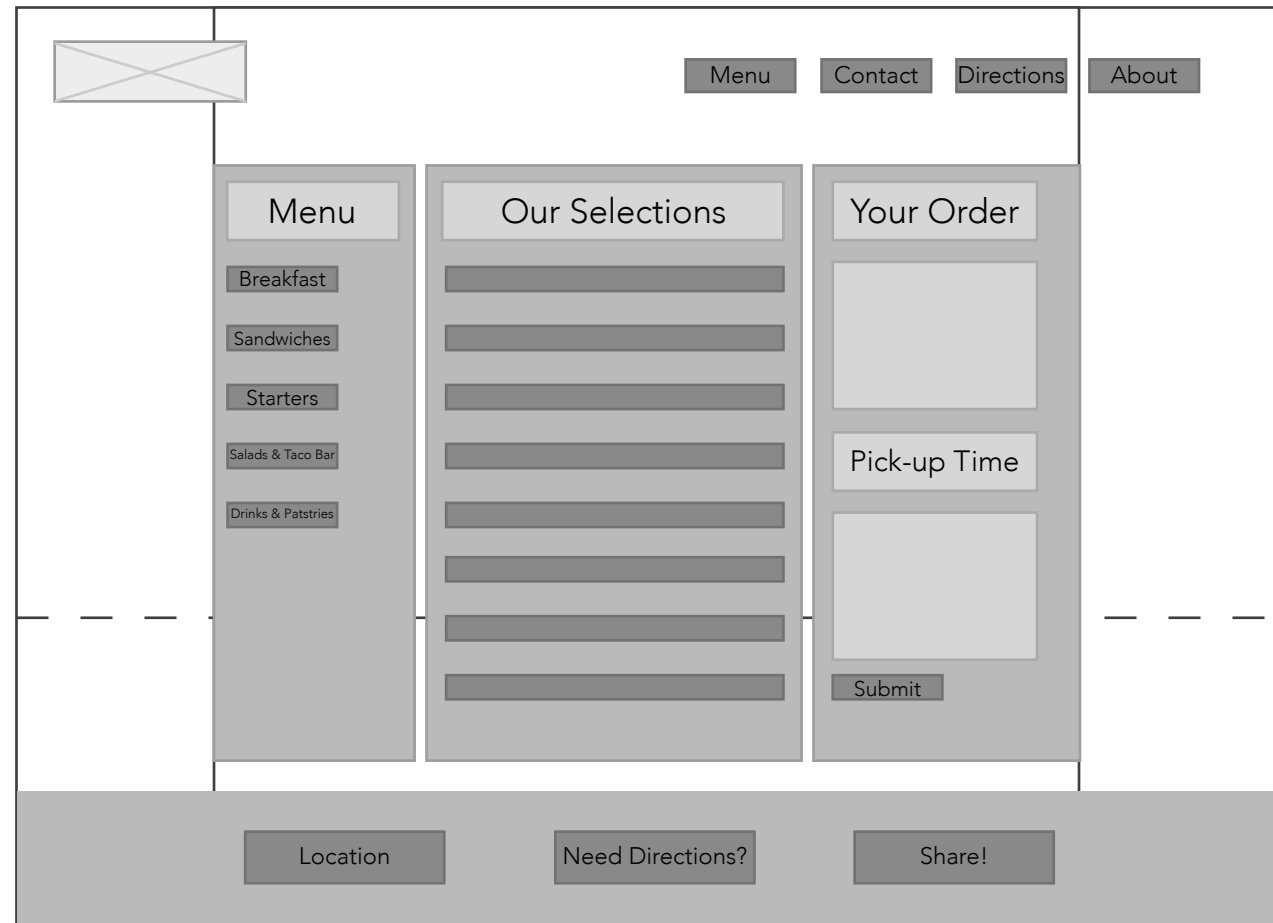 Menu
Contact
Directions
About
Menu
Breakfast
Sandwiches
Starters
Salads & Taco Bar
Drinks & Patstries
Our Selections
Your Order
Pick-up Time
Submit
Location
Need Directions?
Share!